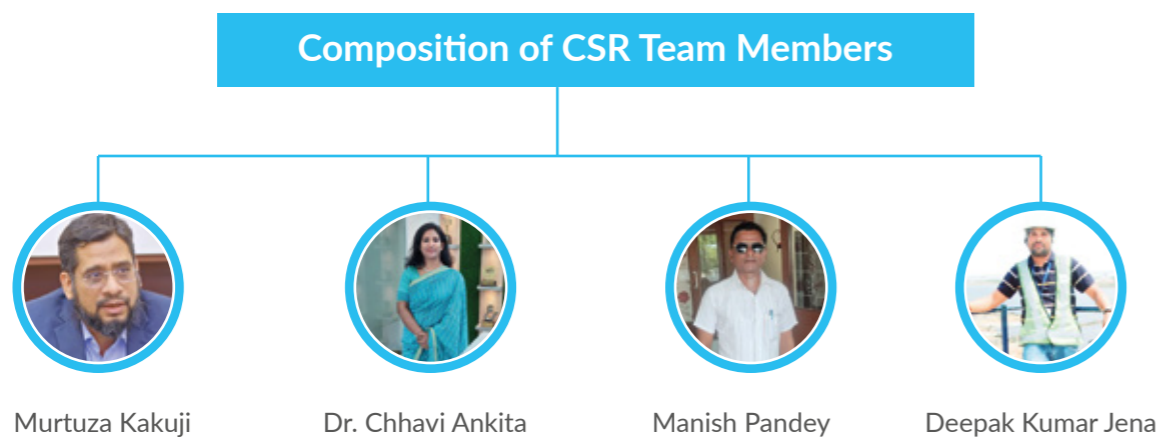 Composition of CSR Team Members
Murtuza Kakuji
Dr. Chhavi Ankita
Manish Pandey
Deepak Kumar Jena